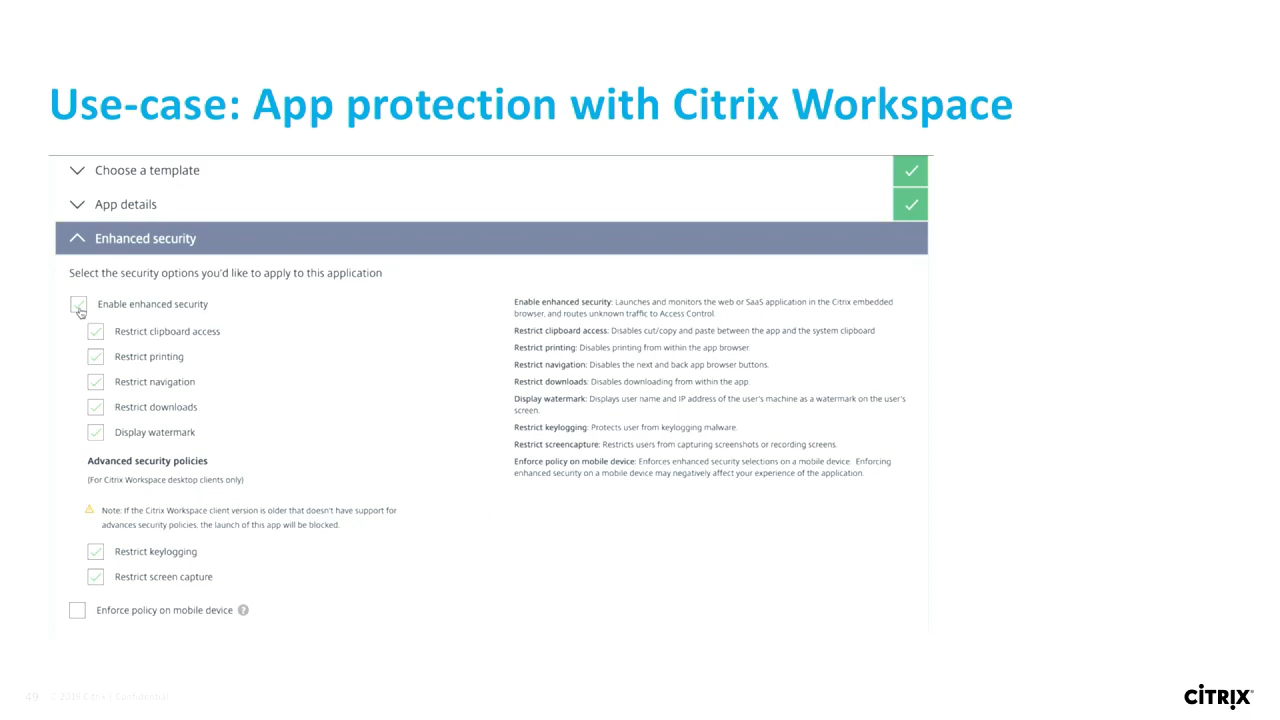 Use-case: App protection with Citrix Workspace
Choose a template
App details
Enhanced security
Select the security options you'd like to apply to this application
Enable enhanced security
Restrict clipboard access
Restrict printing
Restrict navigation
Restrict downloads
Display watermark
Advanced security policies
(For Citrix Workspace desktop clients only)
Note: If the Citrix Workspace client version is older that doesn't have support for
advances security policies, the launch of this app will be blocked.
Restrict keylogging
Restrict screen capture
Enforce policy on mobile device ?
Enable enhanced security: Launches and monitors the web or SaaS application in the Citrix embedded
browser, and routes unknown traffic to Access Control.
Restrict clipboard access: Disables cut/copy and paste between the app and the system clipboard
Restrict printing: Disables printing from within the app browser.
Restrict navigation: Disables the next and back app browser buttons.
Restrict downloads: Disables downloading from within the app.
Display watermark: Displays user name and IP address of the user's machine as a watermark on the user's
screen.
Restrict keylogging: Protects user from keylogging malware.
Restrict screencapture: Restricts users from capturing screenshots or recording screens.
Enforce policy on mobile device: Enforces enhanced security selections on a mobile device. Enforcing
enhanced security on a mobile device may negatively affect your experience of the application.
49 © Citrix | Confidential
CITRIX